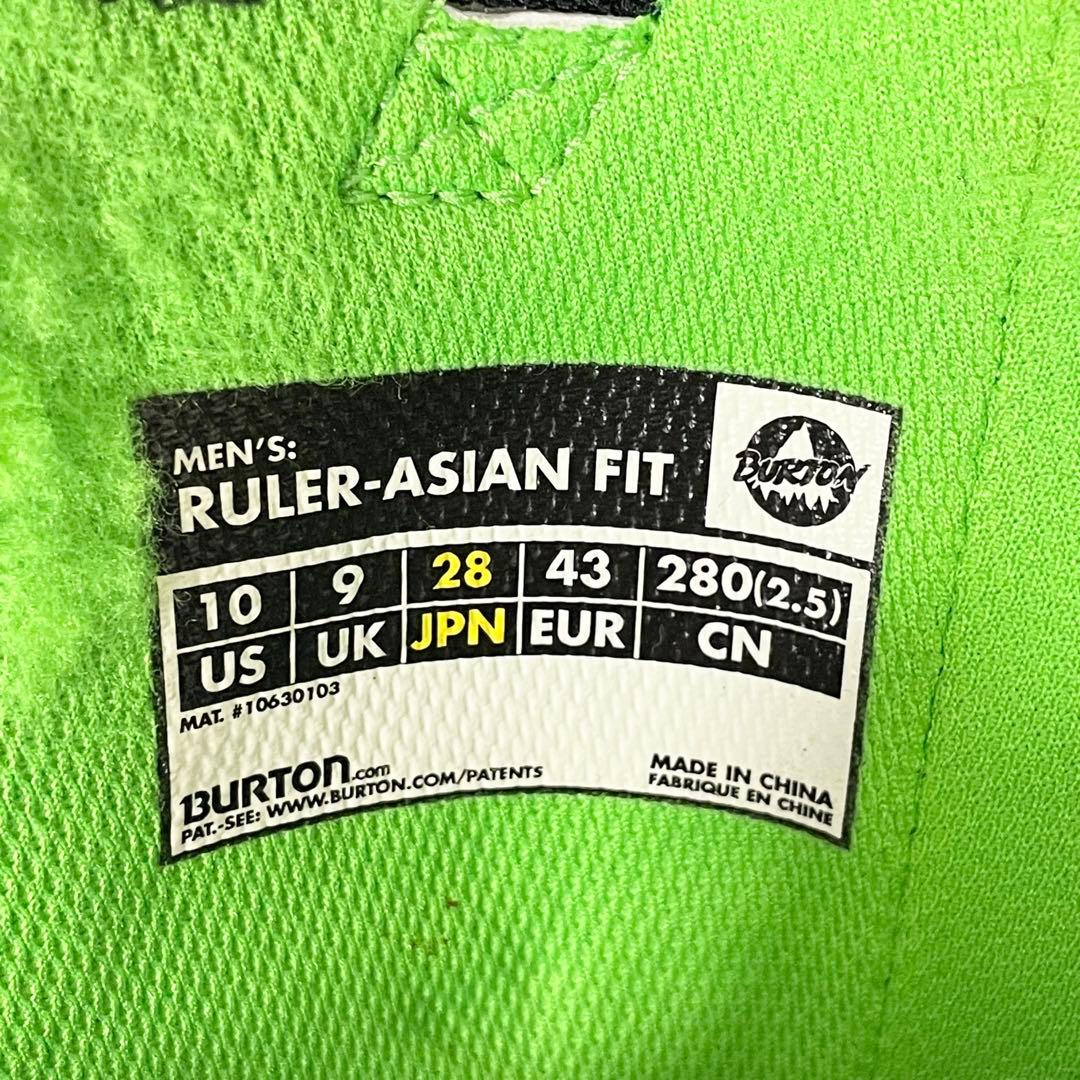 MEN'S:
RULER-ASIAN FIT
BURTON
10 9 28 43 280(2.5)
US UK JPN EUR CN
MAT. #10630103
BURTON.com
PAT.-SEE: WWW.BURTON.COM/PATENTS
MADE IN CHINA
FABRIQUE EN CHINE